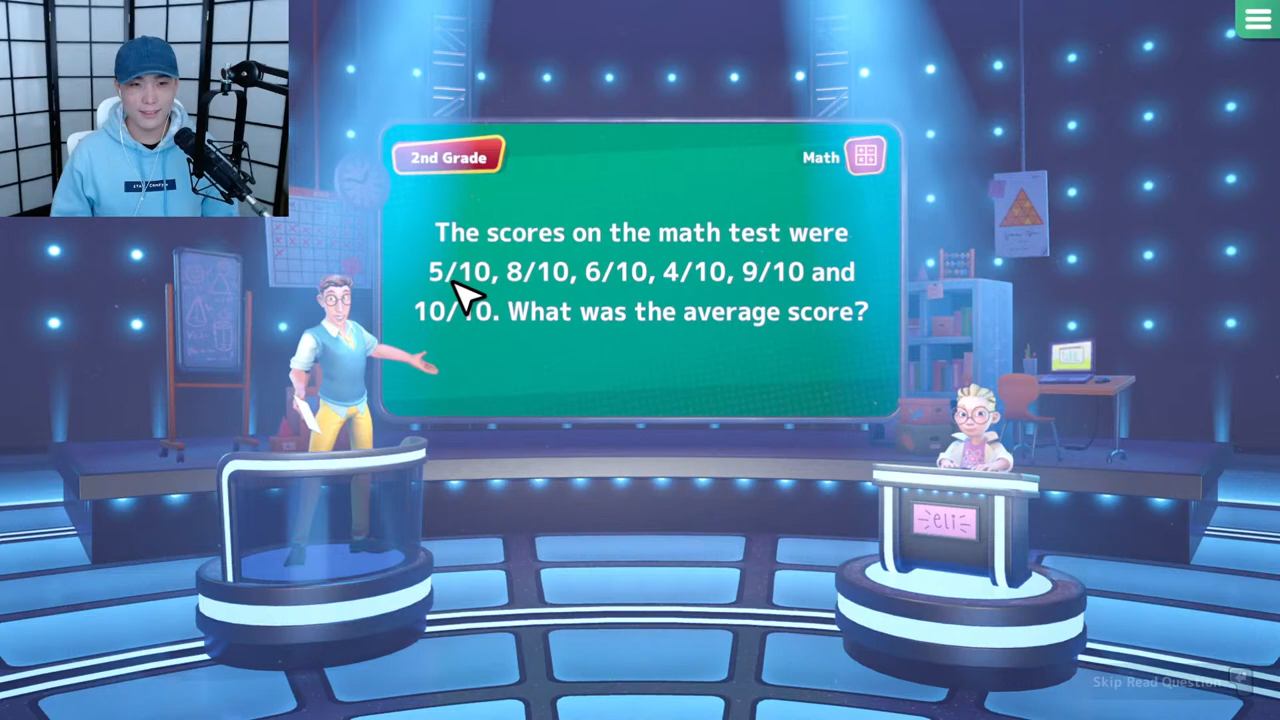 2nd Grade
Math
The scores on the math test were
5/10, 8/10, 6/10, 4/10, 9/10 and
10/10. What was the average score?
eli
Skip Read Question